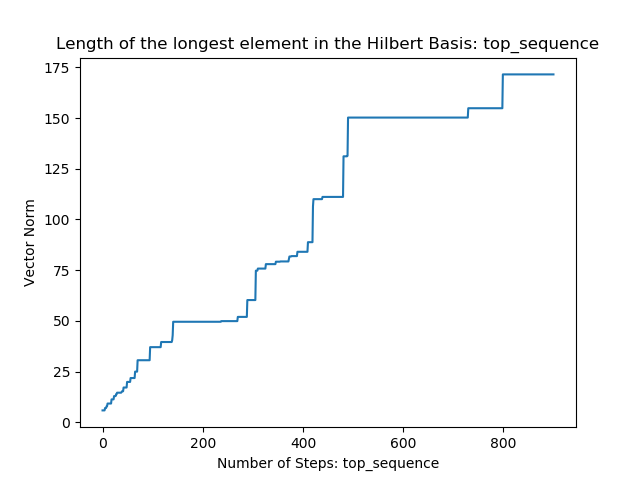 Length of the longest element in the Hilbert Basis: top_sequence
175
150
125
100
75
50
25
0
Vector Norm
0 200 400 600 800
Number of Steps: top_sequence